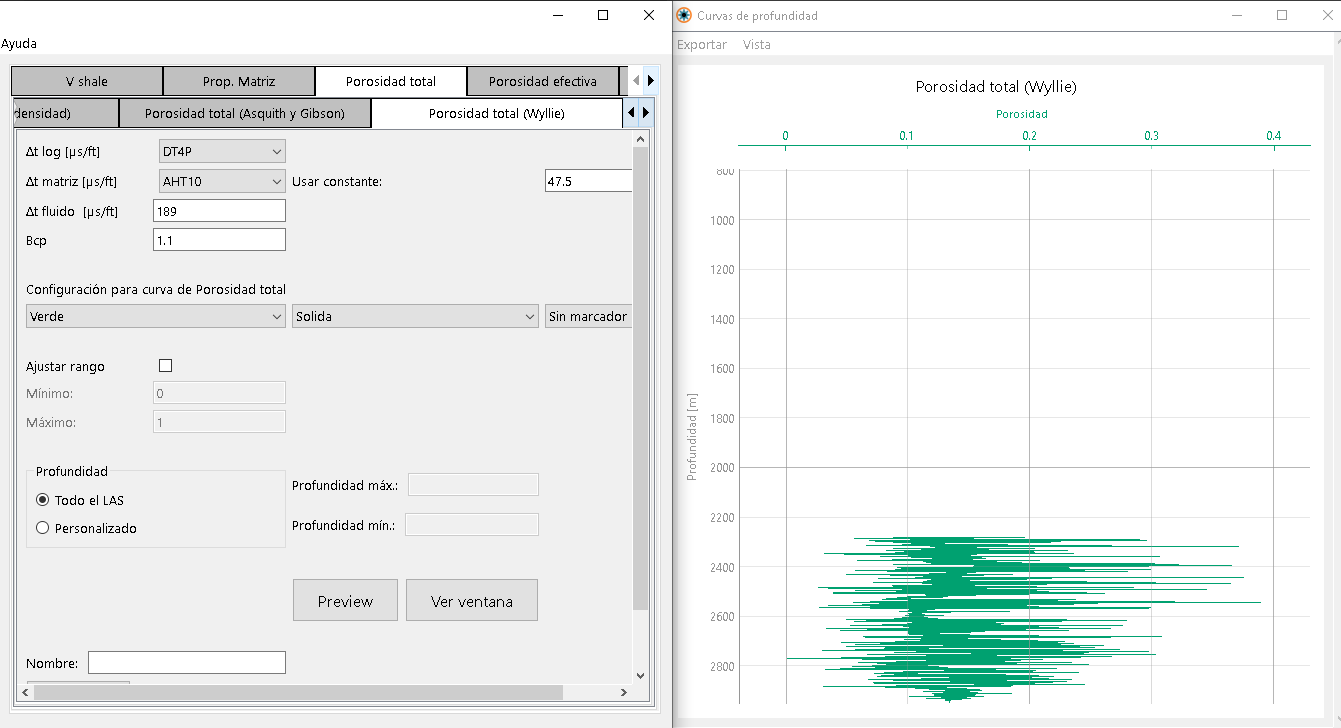 Ayuda
V shale
Prop. Matriz
Porosidad total
Porosidad efectiva
densidad)
Porosidad total (Asquith y Gibson)
Porosidad total (Wyllie)
Δt log [µs/ft]
DT4P
Δt matriz [µs/ft]
AHT10
Usar constante:
47.5
Δt fluido [µs/ft]
189
Bcp
1.1
Configuración para curva de Porosidad total
Verde
Solida
Sin marcador
Ajustar rango
Mínimo:
0
Máximo:
1
Profundidad
Todo el LAS
Personalizado
Profundidad máx.:
Profundidad mín.:
Preview
Ver ventana
Nombre:
Curvas de profundidad
Exportar Vista
Porosidad total (Wyllie)
Porosidad
0 0.1 0.2 0.3 0.4
Profundidad [m]
800
1000
1200
1400
1600
1800
2000
2200
2400
2600
2800